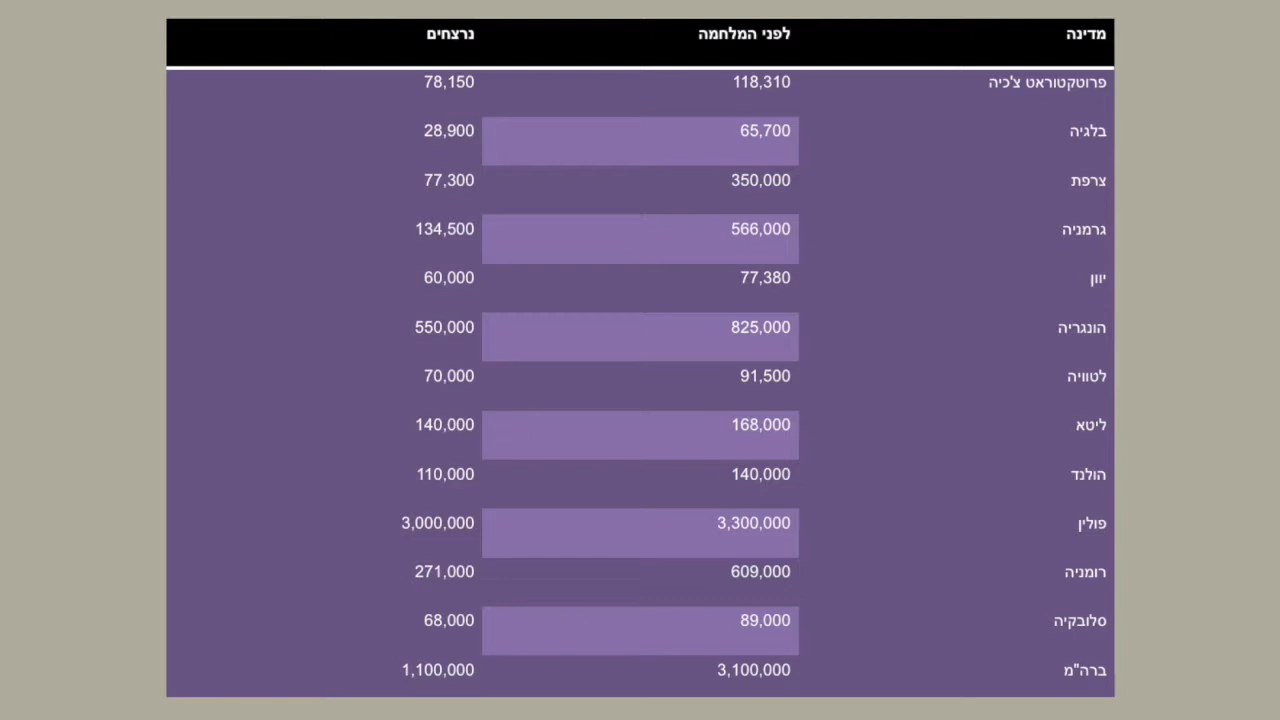 מדינה לפני המלחמה נרצחים
פרוטקטוראט צ'כיה 118,310 78,150
בלגיה 65,700 28,900
צרפת 350,000 77,300
גרמניה 566,000 134,500
יוון 77,380 60,000
הונגריה 825,000 550,000
לטוויה 91,500 70,000
ליטא 168,000 140,000
הולנד 140,000 110,000
פולין 3,300,000 3,000,000
רומניה 609,000 271,000
סלובקיה 89,000 68,000
ברה"מ 3,100,000 1,100,000